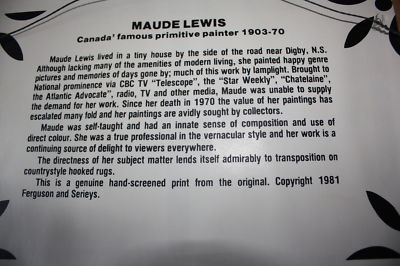 MAUDE LEWIS
Canada' famous primitive painter 1903-70
Maude Lewis lived in a tiny house by the side of the road near Digby, N.S.
Although lacking many of the amenities of modern living, she painted happy genre
pictures and memories of days gone by; much of this work by lamplight. Brought to
National prominence via CBC TV "Telescope", the "Star Weekly", "Chatelaine",
the Atlantic Advocate", radio, TV and other media, Maude was unable to supply
the demand for her work. Since her death in 1970 the value of her paintings has
escalated many fold and her paintings are avidly sought by collectors.
Maude was self-taught and had an innate sense of composition and use of
direct colour. She was a true professional in the vernacular style and her work is a
continuing source of delight to viewers everywhere.
The directness of her subject matter lends itself admirably to transposition on
countrystyle hooked rugs.
This is a genuine hand-screened print from the original. Copyright 1981
Ferguson and Serieys.